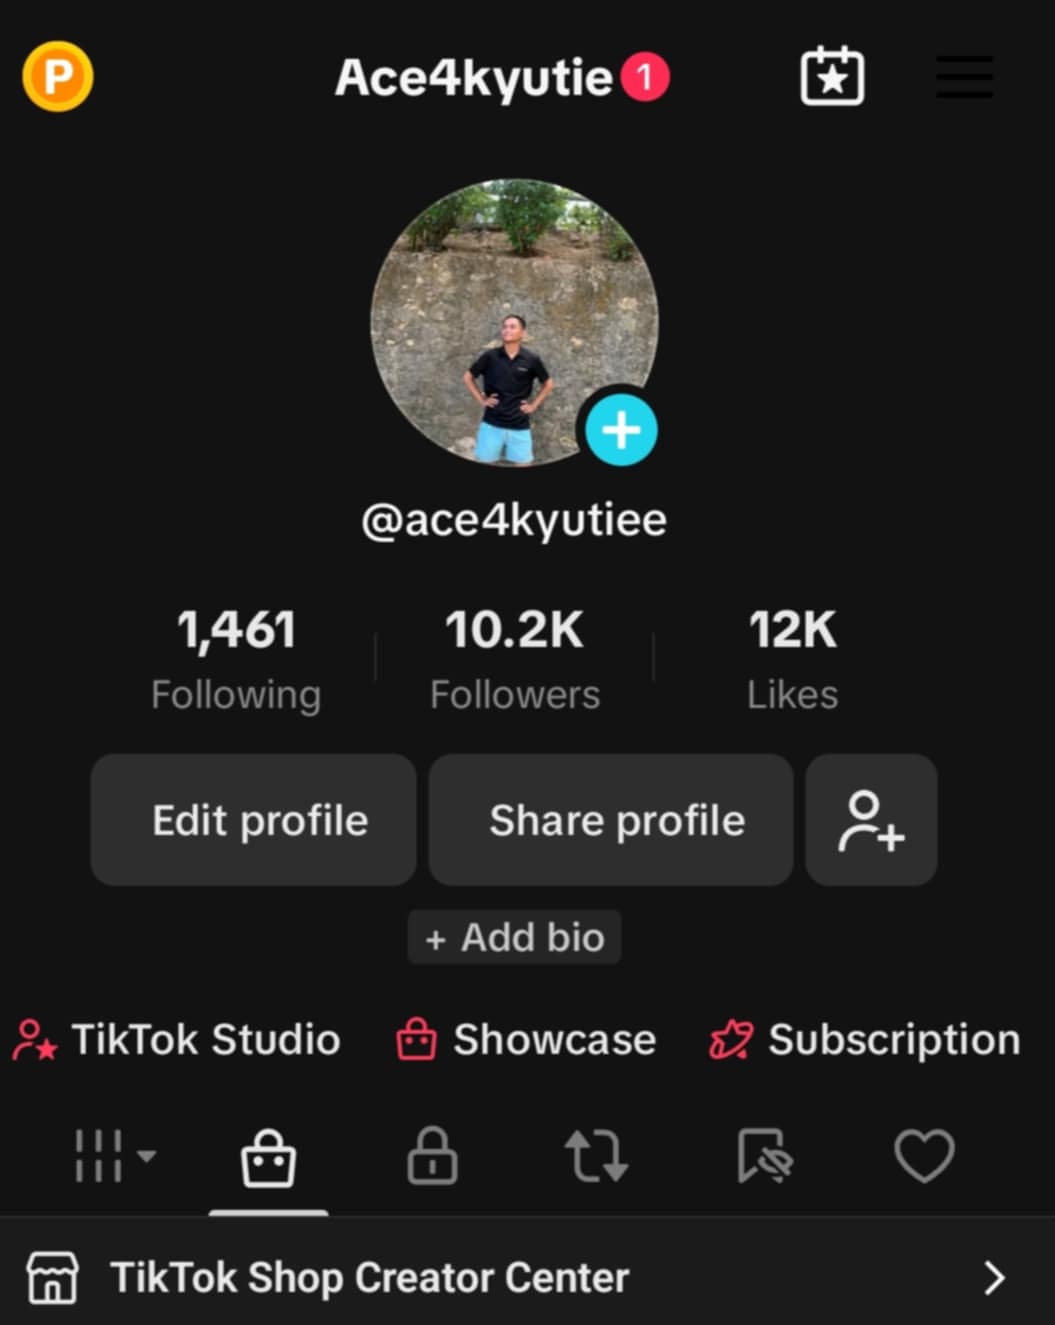 P
Ace4kyutie 1
@ace4kyutiee
1,461 10.2K 12K
Following Followers Likes
Edit profile Share profile
+ Add bio
TikTok Studio Showcase Subscription
TikTok Shop Creator Center